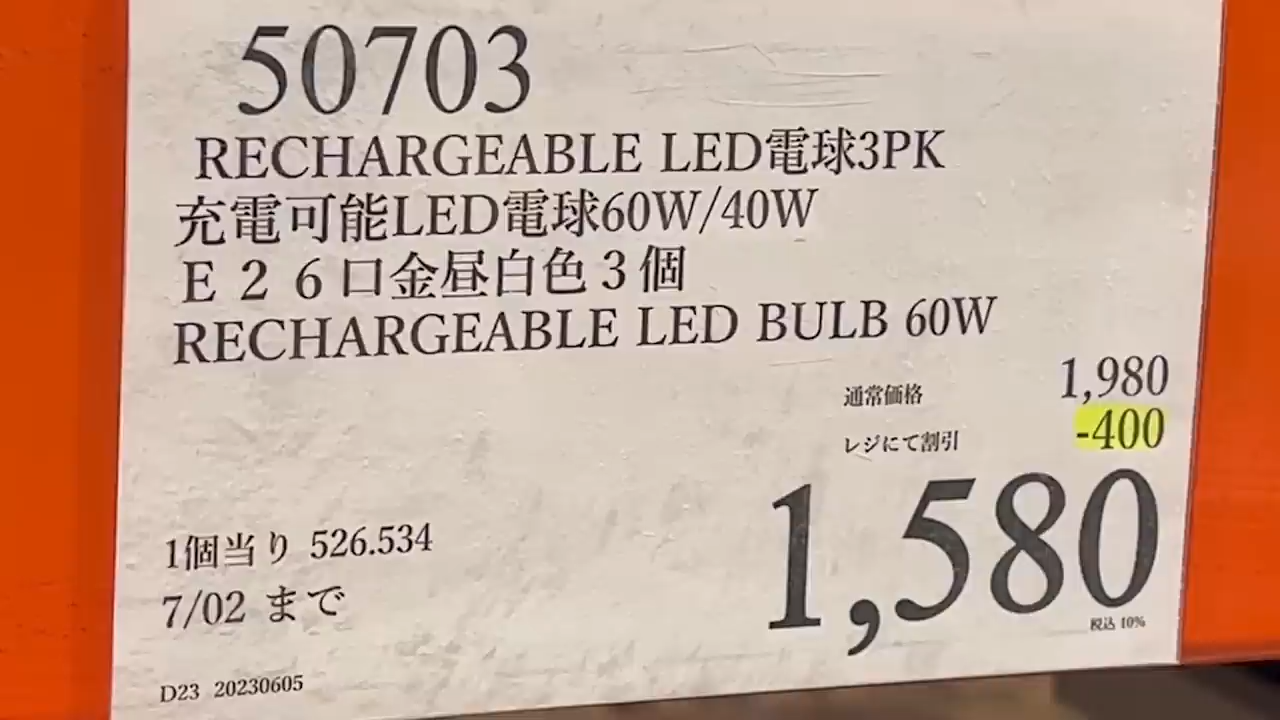 50703
RECHARGEABLE LED電球3PK
充電可能LED電球60W/40W
E 2 6口金昼白色3個
RECHARGEABLE LED BULB 60W
通常価格 1,980
レジにて割引 -400
1,580
税込 10%
1個当り 526.534
7/02 まで
D23 20230605